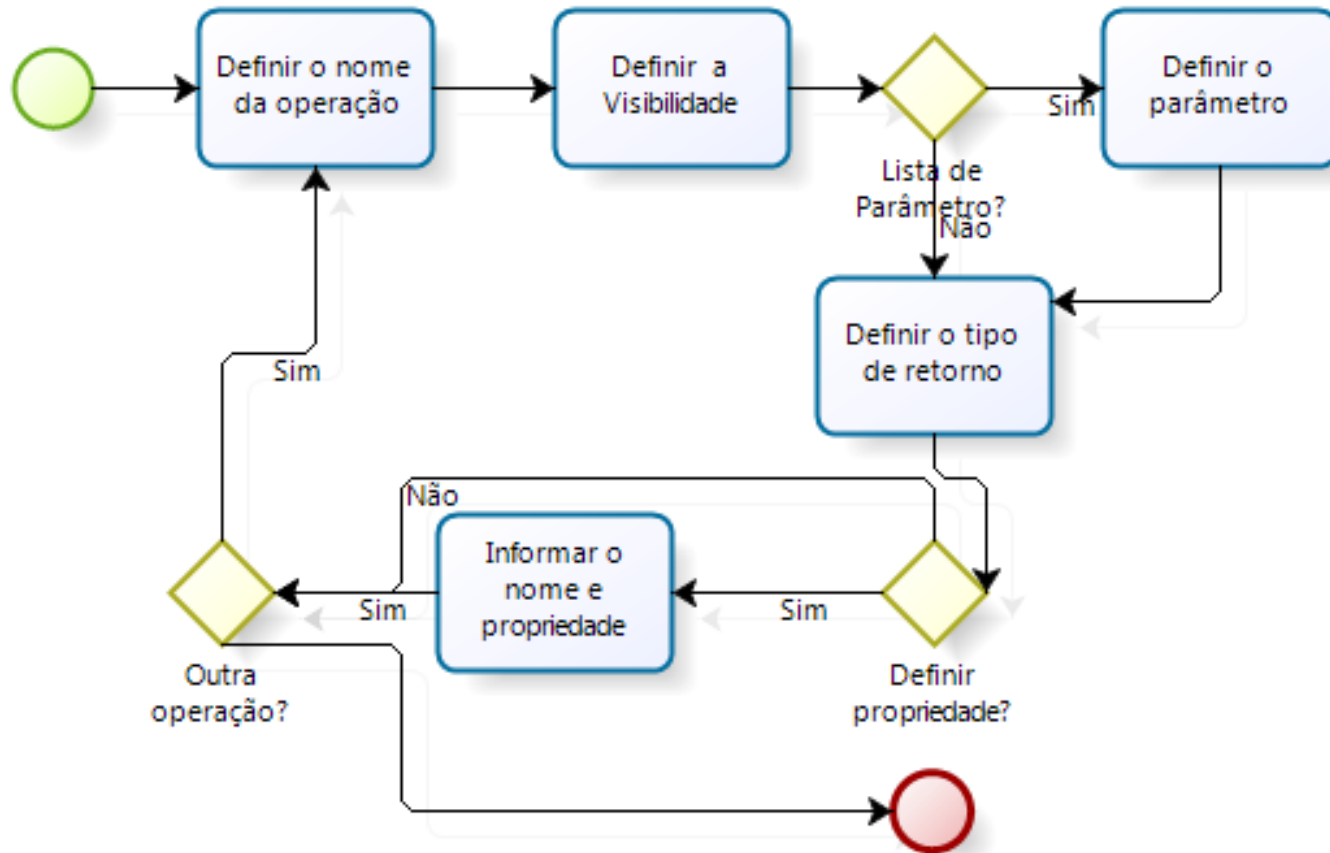 Definir o nome
da operação
Definir a
Visibilidade
Definir o
parâmetro
Sim
Lista de
Parâmetro?
Não
Definir o tipo
de retorno
Sim
Não
Informar o
nome e
propriedade
Sim
Sim
Outra
operação?
Definir
propriedade?